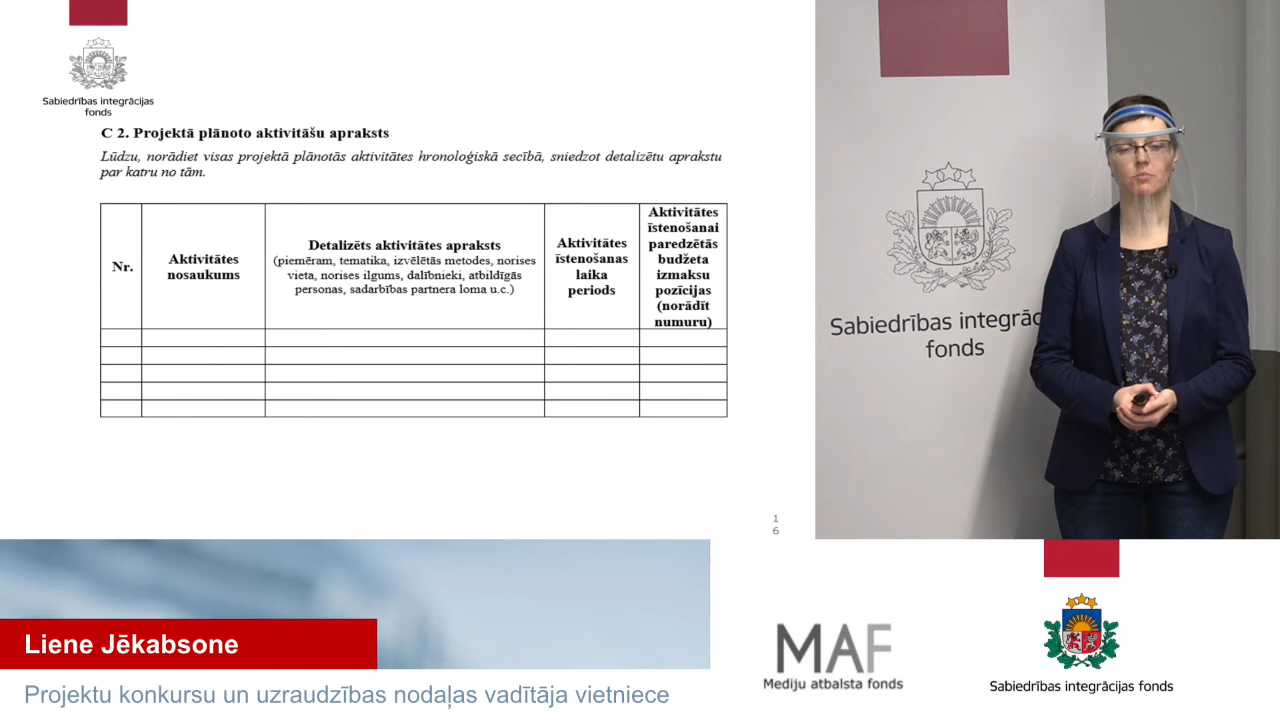 Sabiedrības integrācijas
fonds
C 2. Projektā plānoto aktivitāšu apraksts
Lūdzu, norādiet visas projektā plānotās aktivitātes hronoloģiskā secībā, sniedzot detalizētu aprakstu
par katru no tām.
Nr.
Aktivitātes
nosaukums
Detalizēts aktivitātes apraksts
(piemēram, tematika, izvēlētās metodes, norises
vieta, norises ilgums, dalībnieki, atbildīgās
personas, sadarbības partnera loma u.c.)
Aktivitātes
īstenošanas
laika
periods
Aktivitātes
īstenošanai
paredzētās
budžeta
izmaksu
pozīcijas
(norādīt
numuru)
1
6
Sabiedrības integrāc
fonds
Liene Jēkabsone
Projektu konkursu un uzraudzības nodaļas vadītāja vietniece
MAF
Mediju atbalsta fonds
Sabiedrības integrācijas fonds